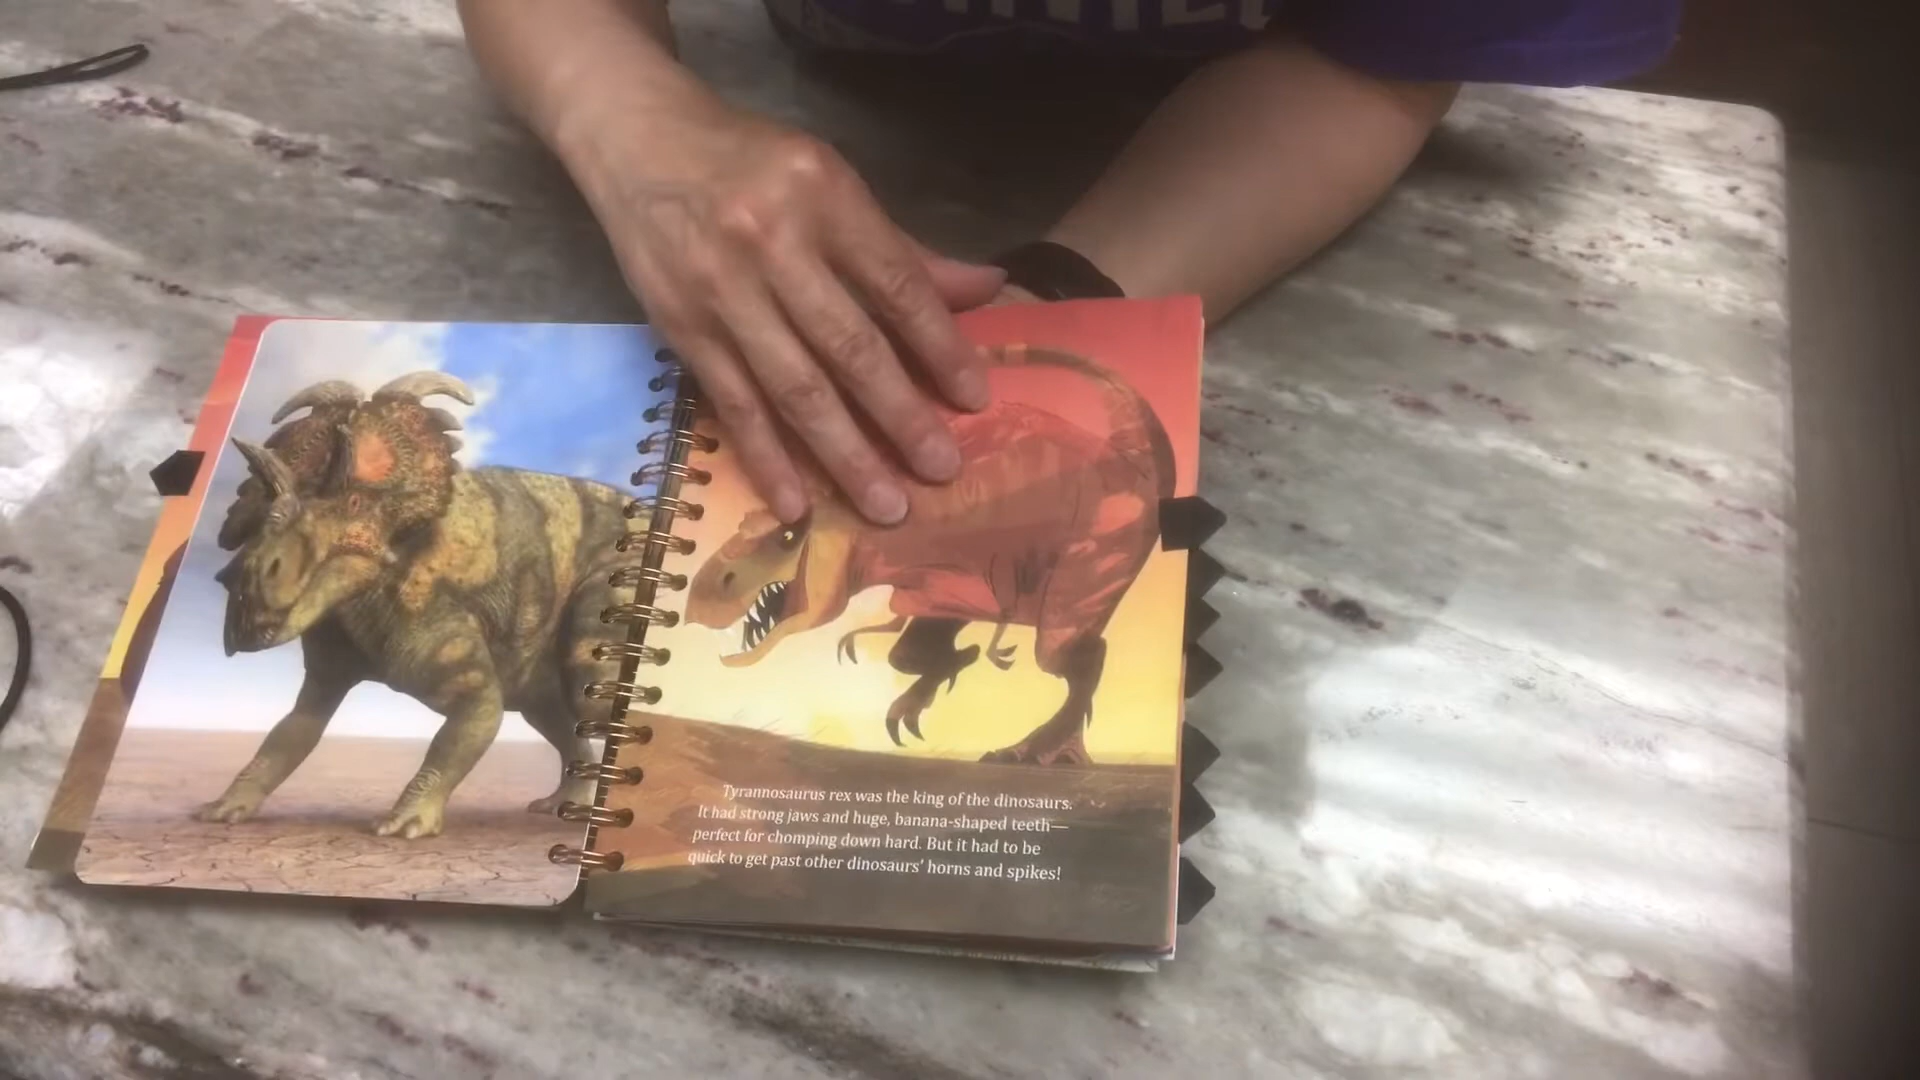 Tyrannosaurus rex was the king of the dinosaurs.
It had strong jaws and huge, banana-shaped teeth—
perfect for chomping down hard. But it had to be
quick to get past other dinosaurs' horns and spikes!